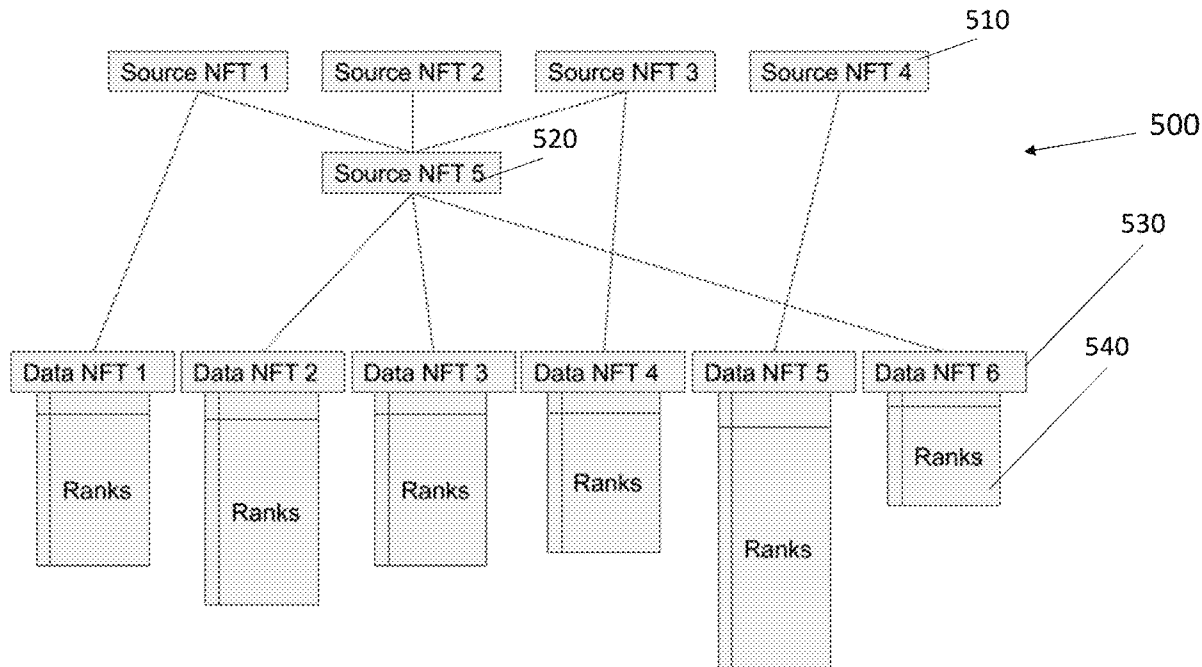 510
Source NFT 1 Source NFT 2 Source NFT 3 Source NFT 4
500
520
Source NFT 5
530
540
Data NFT 1 Data NFT 2 Data NFT 3 Data NFT 4 Data NFT 5 Data NFT 6
Ranks Ranks Ranks Ranks Ranks Ranks